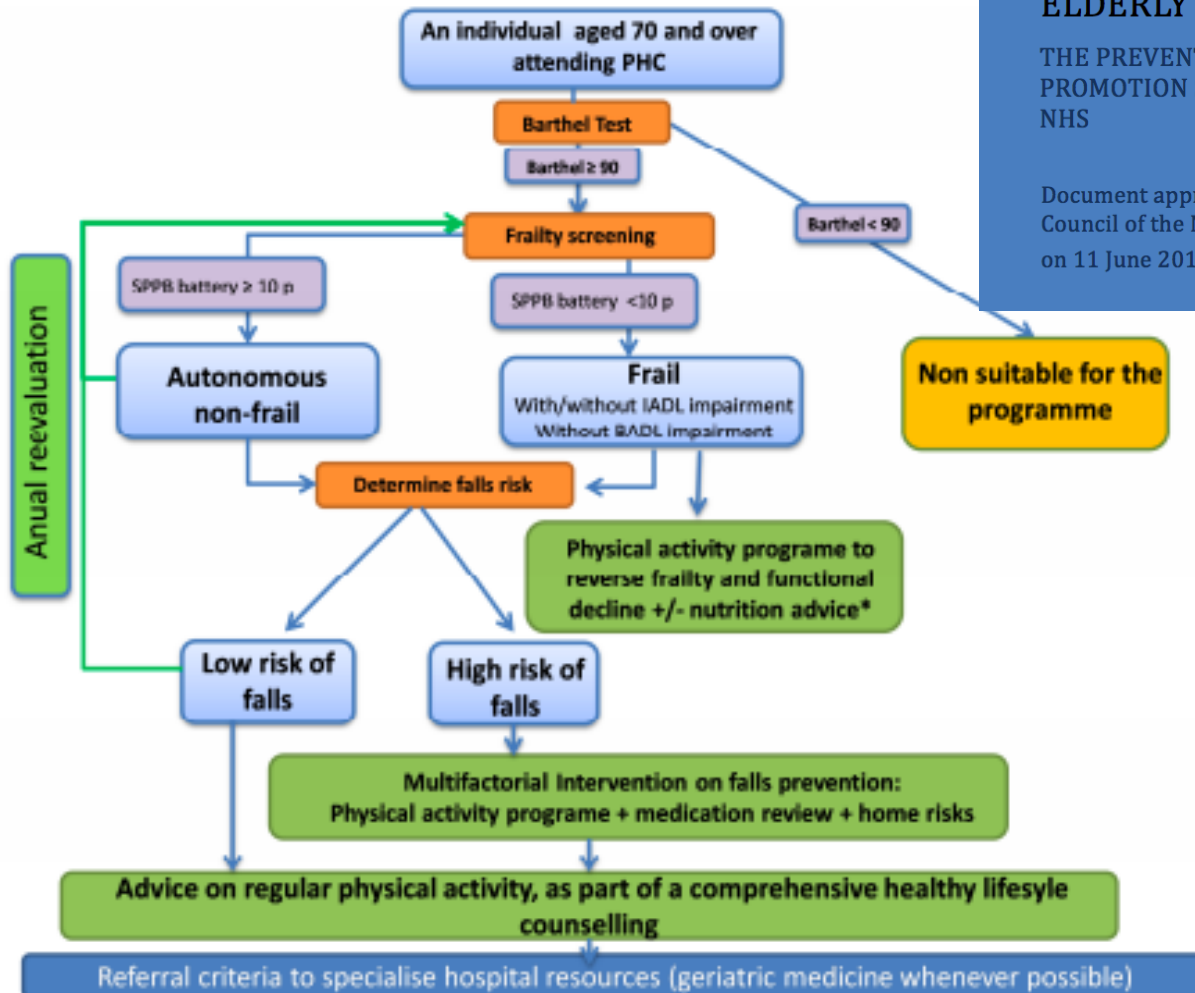 An individual aged 70 and over
attending PHC
ELDERLY
THE PREVENT
PROMOTION
NHS
Document appr
Council of the N
on 11 June 201
Barthel Test
Barthel ≥ 90
Barthel < 90
Frailty screening
SPPB battery ≥ 10 p
SPPB battery <10 p
Anual reevaluation
Autonomous
non-frail
Frail
With/without IADL impairment
Without BADL impairment
Non suitable for the
programme
Determine falls risk
Physical activity programe to
reverse frailty and functional
decline +/- nutrition advice*
Low risk of
falls
High risk of
falls
Multifactorial Intervention on falls prevention:
Physical activity programe + medication review + home risks
Advice on regular physical activity, as part of a comprehensive healthy lifesyle
counselling
Referral criteria to specialise hospital resources (geriatric medicine whenever possible)